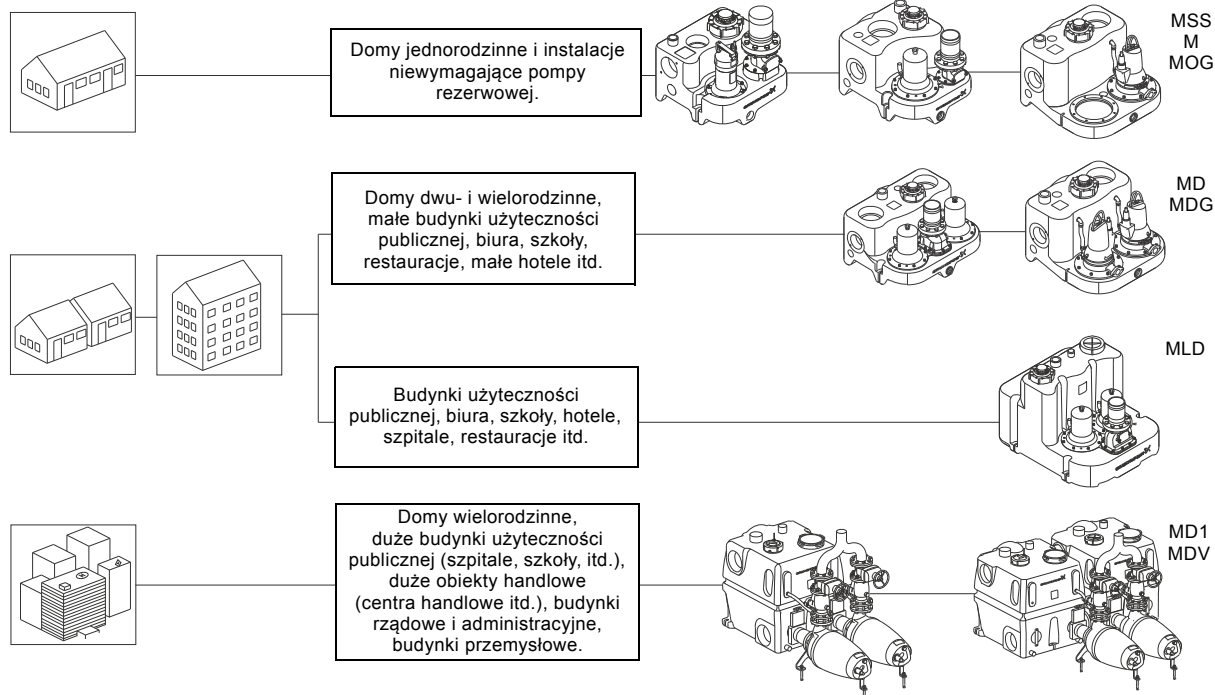 Domy jednorodzinne i instalacje
niewymagające pompy
rezerwowej.
MSS
M
MOG
Domy dwu- i wielorodzinne,
małe budynki użyteczności
publicznej, biura, szkoły,
restauracje, małe hotele itd.
MD
MDG
Budynki użyteczności
publicznej, biura, szkoły, hotele,
szpitale, restauracje itd.
MLD
Domy wielorodzinne,
duże budynki użyteczności
publicznej (szpitale, szkoły, itd.),
duże obiekty handlowe
(centra handlowe itd.), budynki
rządowe i administracyjne,
budynki przemysłowe.
MD1
MDV